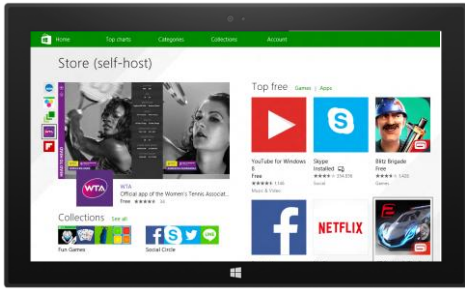 Home Top charts Categories Collections Account
Store (self-host)
Top free Games | Apps
S
YouTube for Windows
8
Free
Music & Video
Skype
Installed
Social
Blitz Brigade
Free
Games
WTA
WTA
Official app of the Women's Tennis Associat...
Free
Collections See all
Fun Games
Social Circle
f
NETFLIX